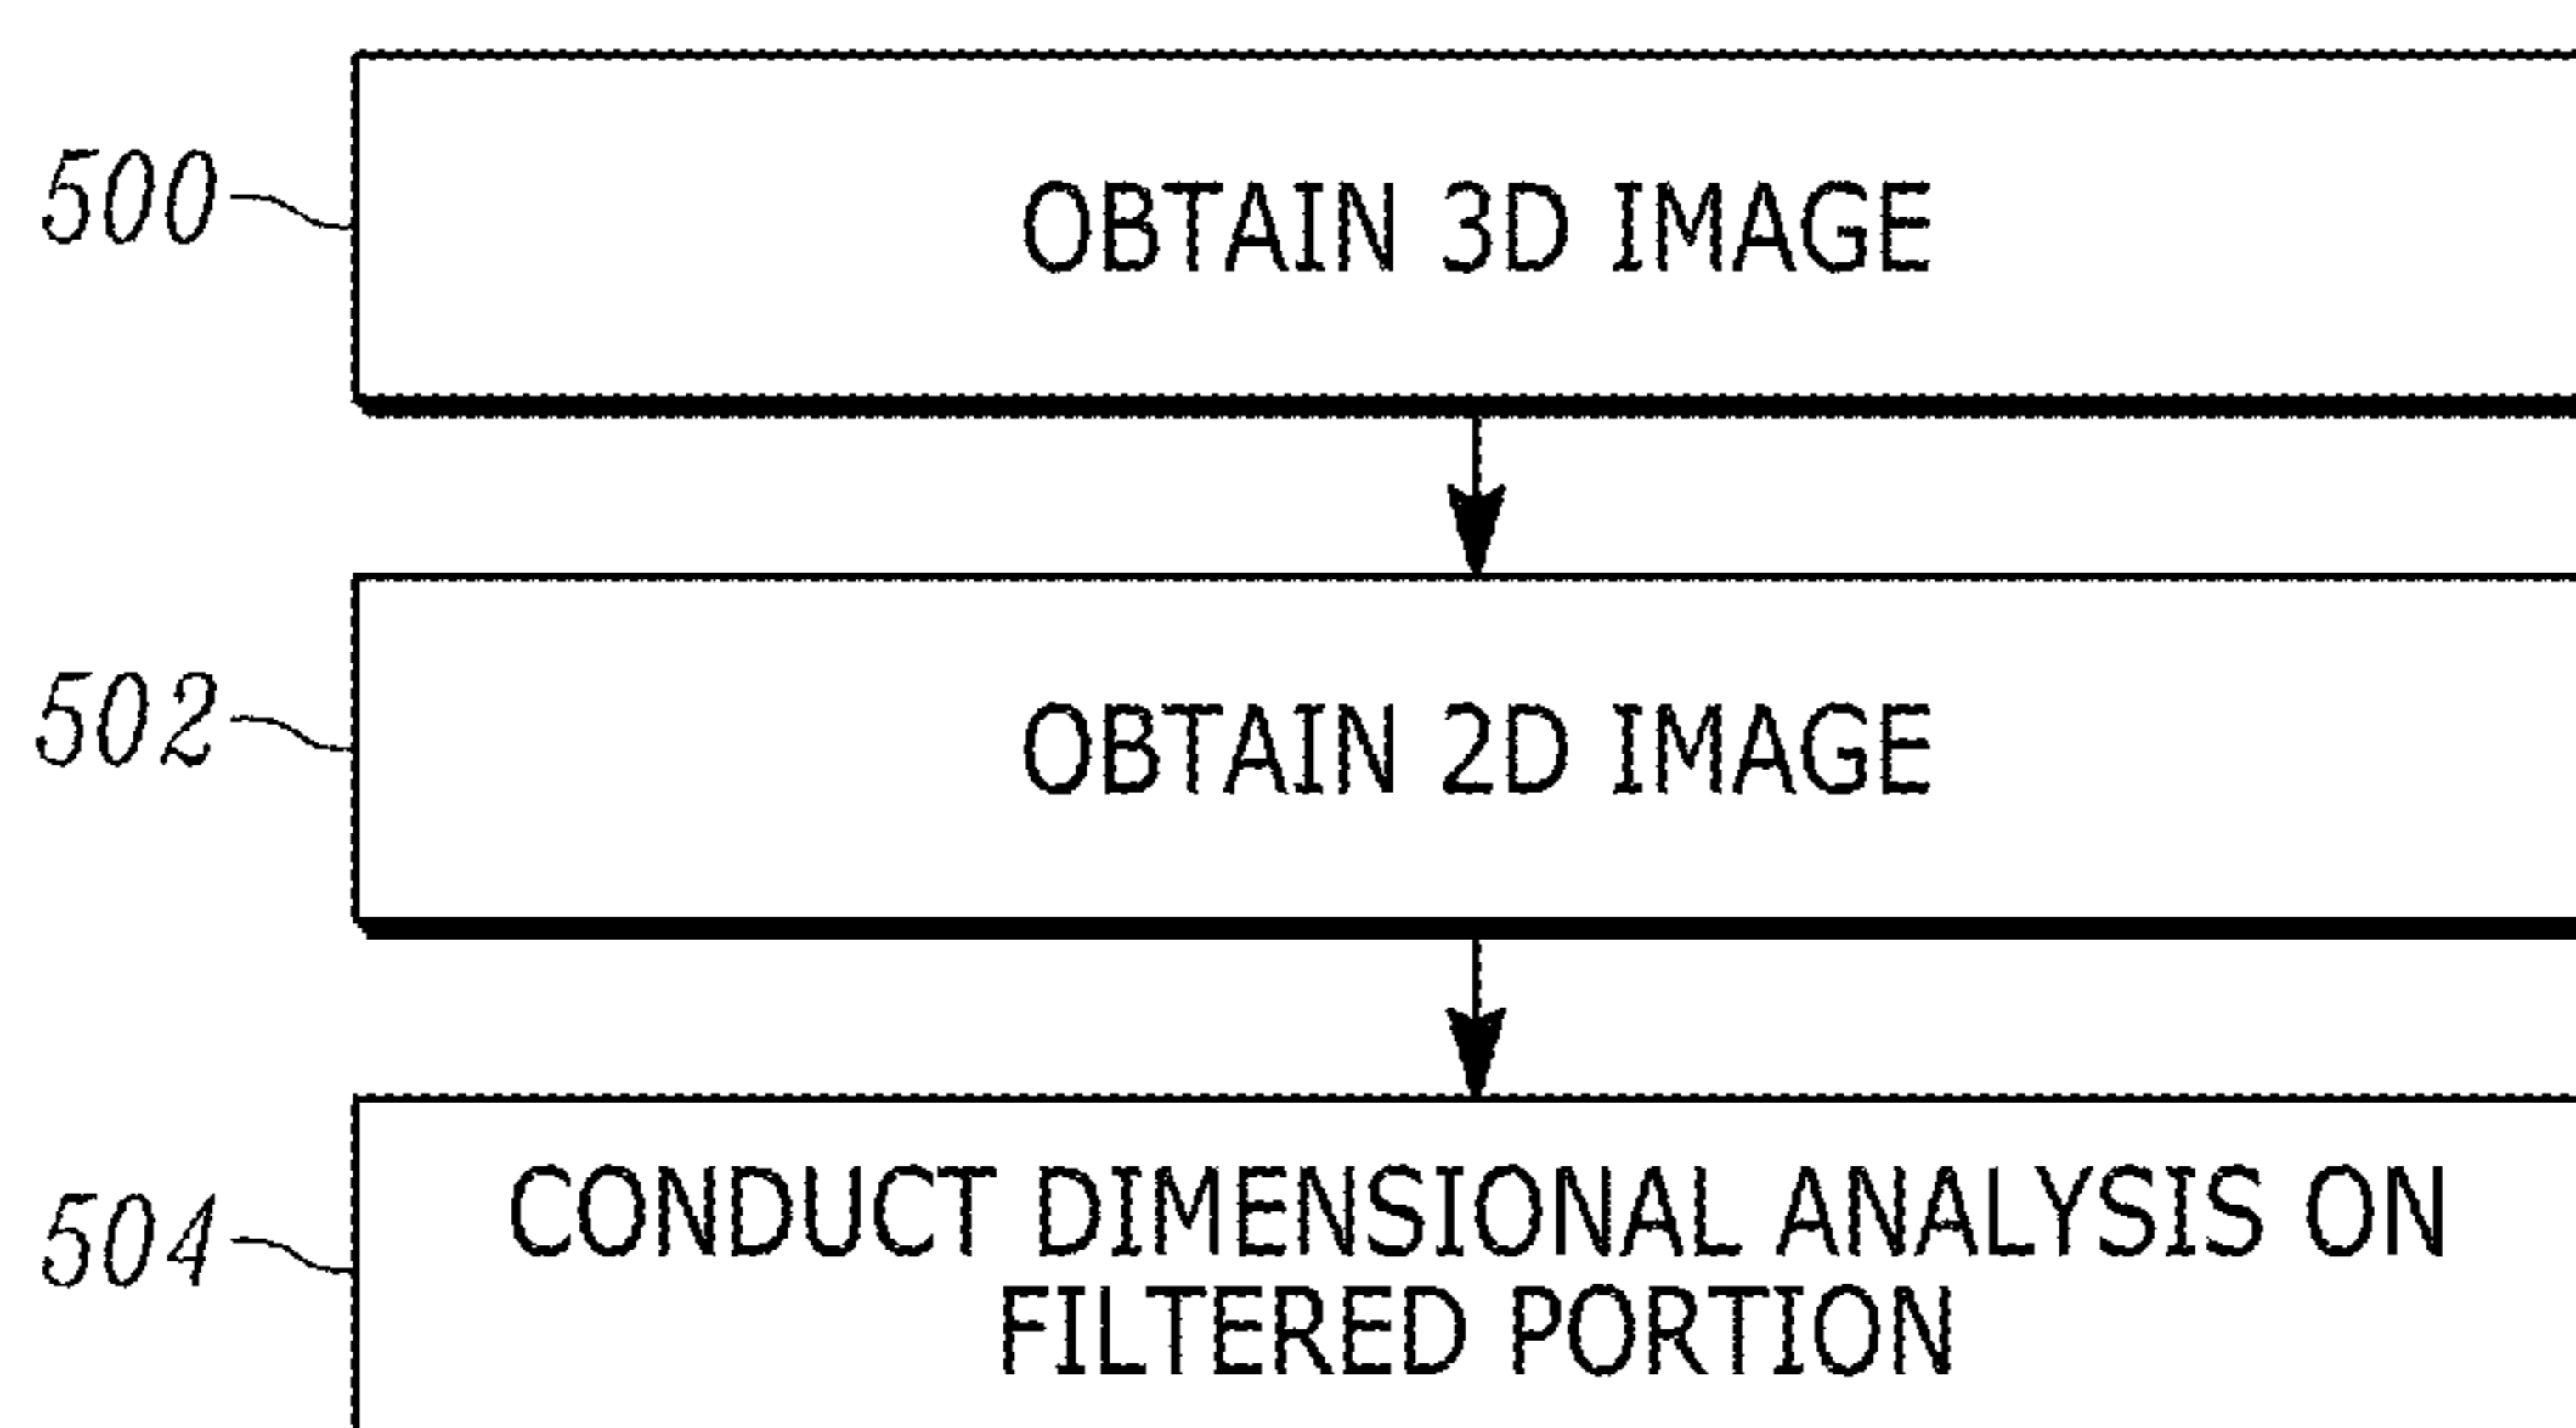 500
OBTAIN 3D IMAGE
502
OBTAIN 2D IMAGE
504
CONDUCT DIMENSIONAL ANALYSIS ON
FILTERED PORTION